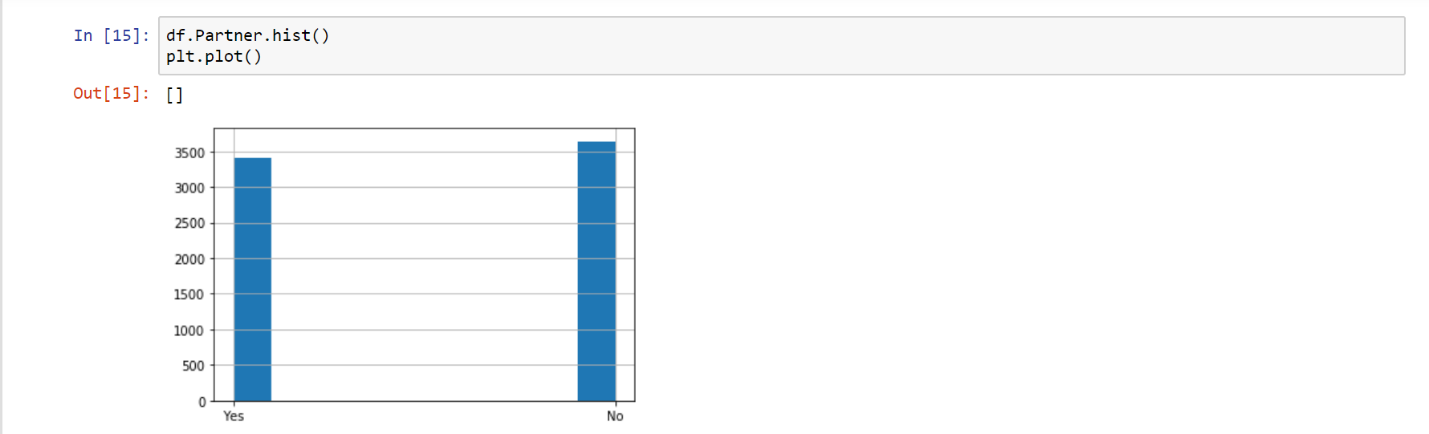 In [15]: df.Partner.hist()
plt.plot()
Out[15]: []
3500
3000
2500
2000
1500
1000
500
0
Yes No